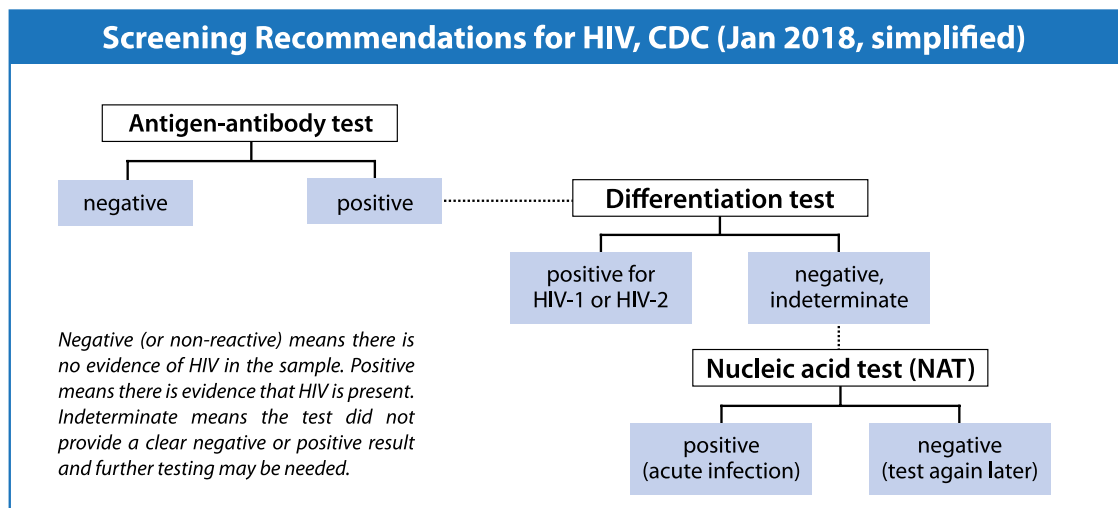 Screening Recommendations for HIV, CDC (Jan 2018, simplified)
Antigen-antibody test
negative
positive
Differentiation test
positive for
HIV-1 or HIV-2
negative,
indeterminate
Negative (or non-reactive) means there is
no evidence of HIV in the sample. Positive
means there is evidence that HIV is present.
Indeterminate means the test did not
provide a clear negative or positive result
and further testing may be needed.
Nucleic acid test (NAT)
positive
(acute infection)
negative
(test again later)